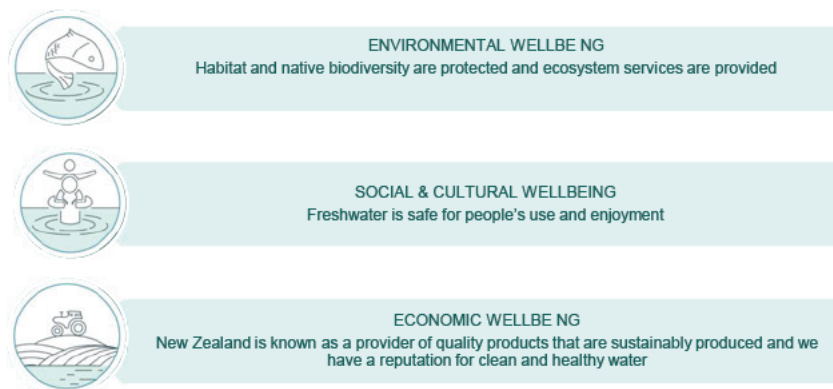 ENVIRONMENTAL WELLBE NG
Habitat and native biodiversity are protected and ecosystem services are provided
SOCIAL & CULTURAL WELLBEING
Freshwater is safe for people's use and enjoyment
ECONOMIC WELLBE NG
New Zealand is known as a provider of quality products that are sustainably produced and we
have a reputation for clean and healthy water